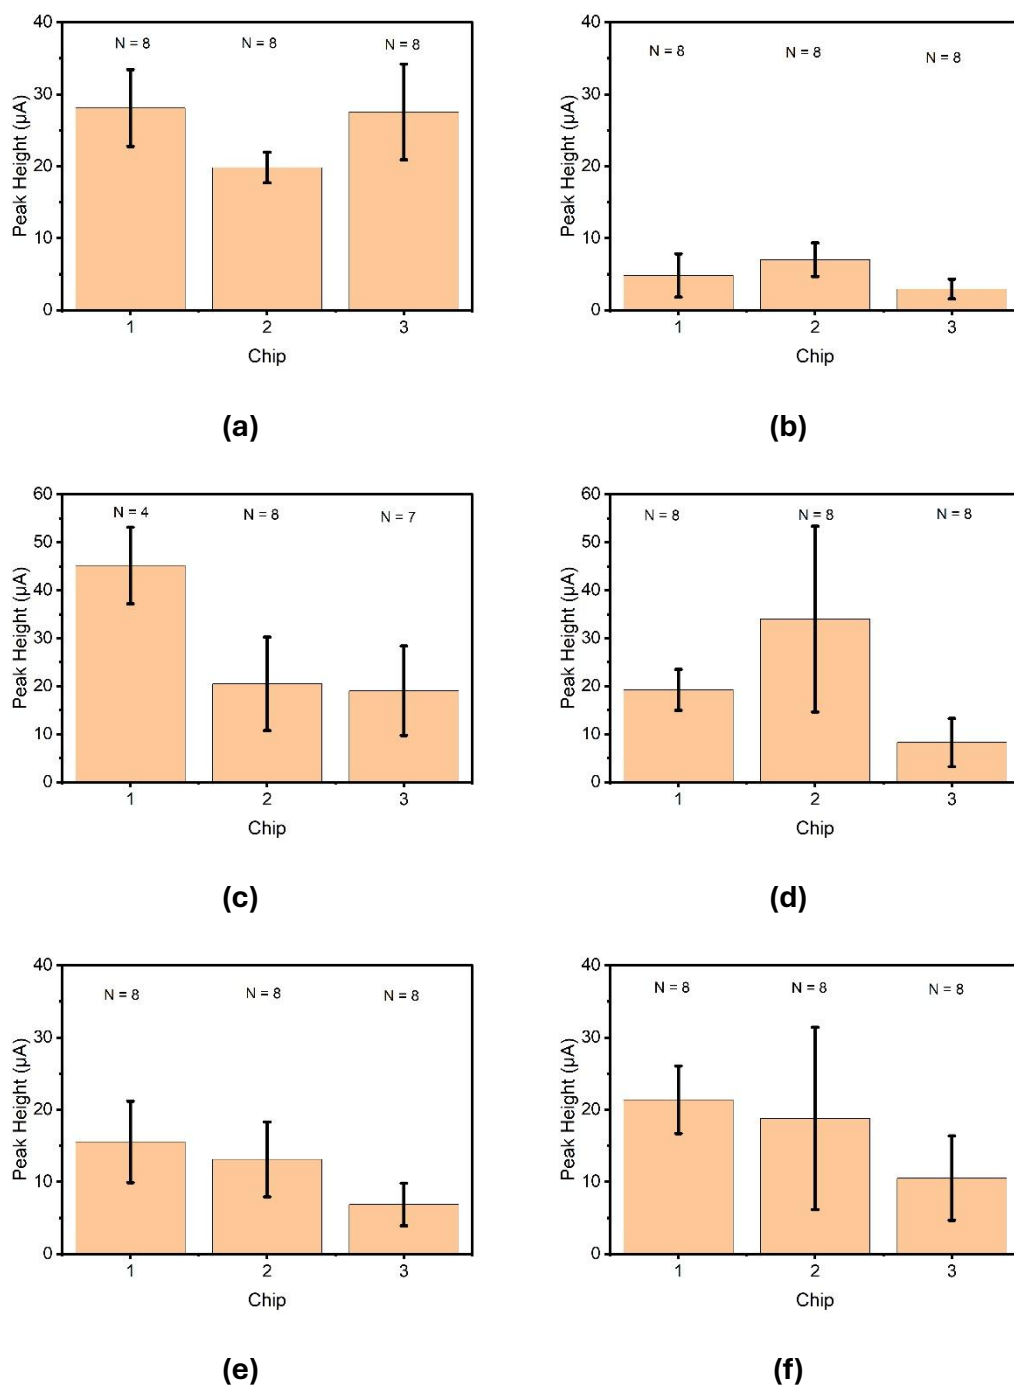 40
30
20
10
0
Peak Height (µA)
N = 8
N = 8
N = 8
1
2
3
Chip
(a)
40
30
20
10
0
Peak Height (µA)
N = 8
N = 8
N = 8
1
2
3
Chip
(b)
60
50
40
30
20
10
0
Peak Height (µA)
N = 4
N = 8
N = 7
1
2
3
Chip
(c)
60
50
40
30
20
10
0
Peak Height (µA)
N = 8
N = 8
N = 8
1
2
3
Chip
(d)
40
30
20
10
0
Peak Height (µA)
N = 8
N = 8
N = 8
1
2
3
Chip
(e)
40
30
20
10
0
Peak Height (µA)
N = 8
N = 8
N = 8
1
2
3
Chip
(f)